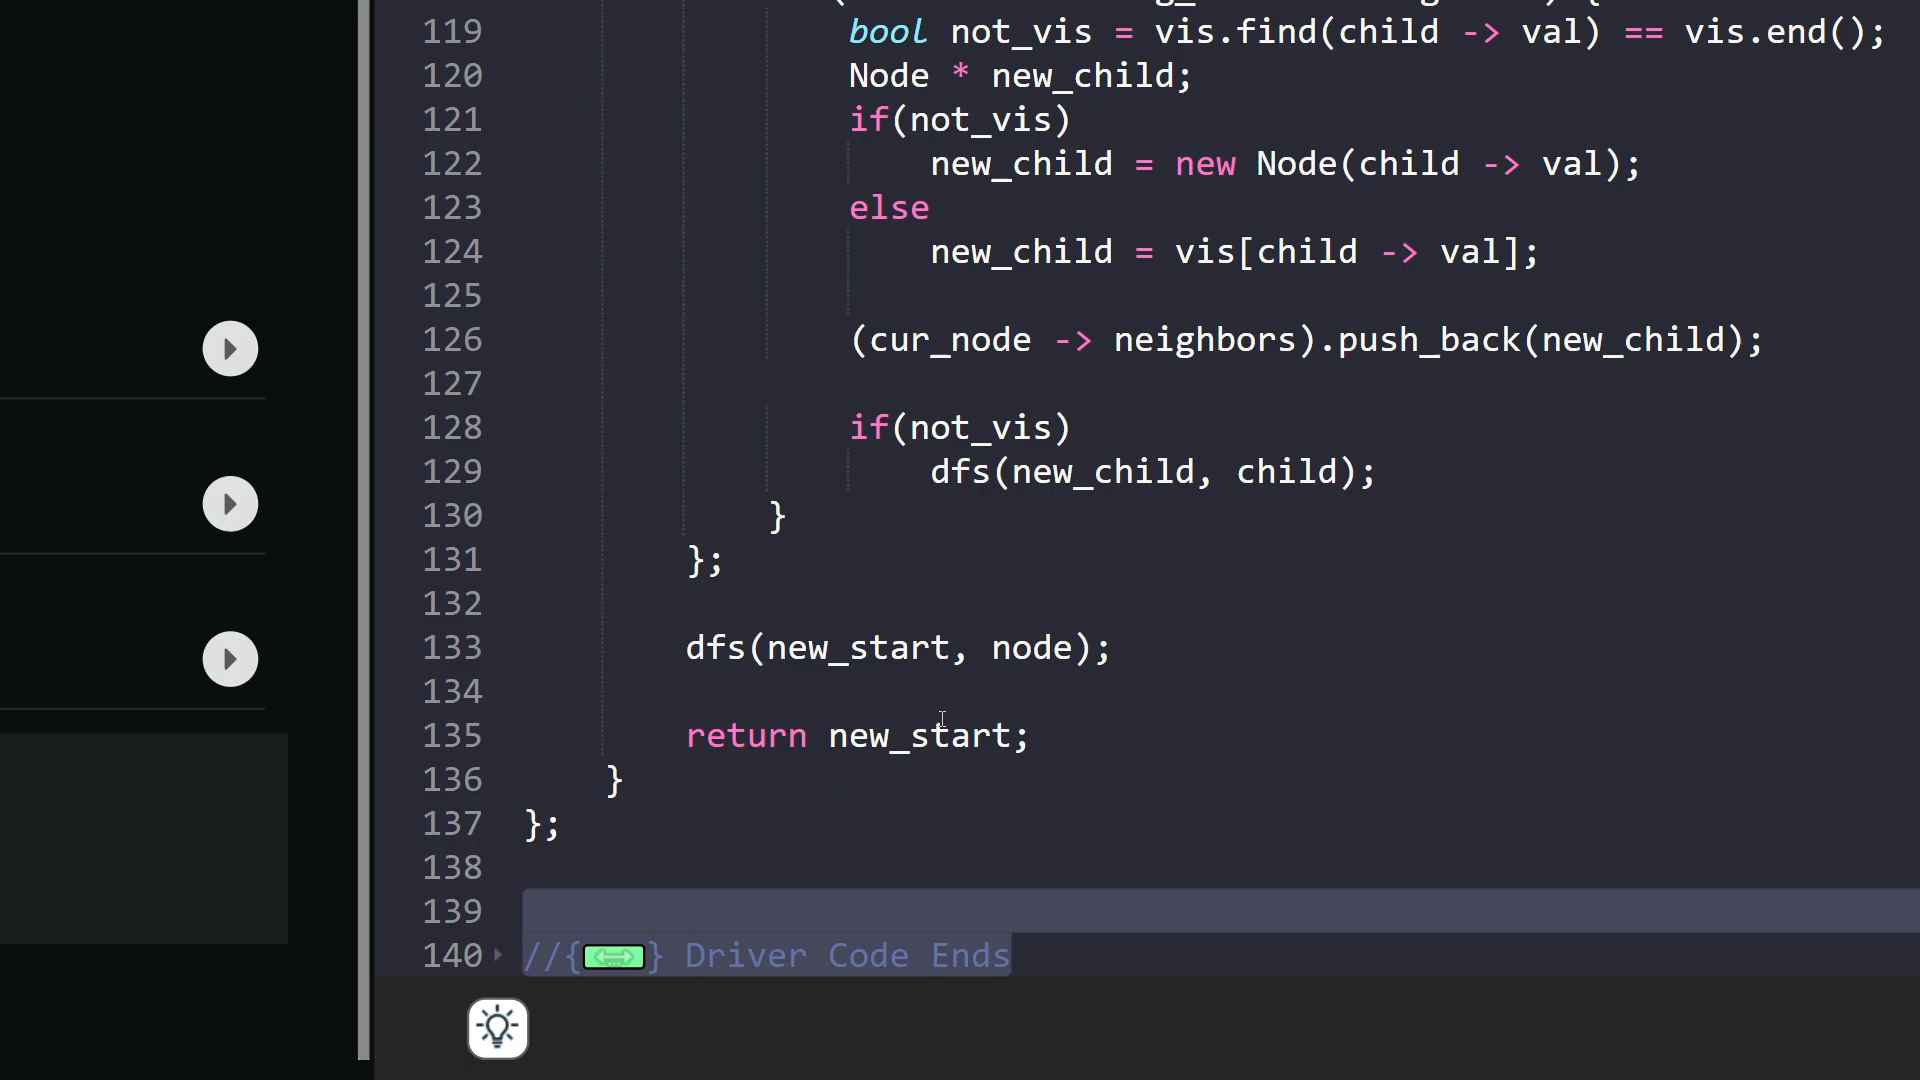 119 bool not_vis = vis.find(child -> val) == vis.end();
120 Node * new_child;
121 if(not_vis)
122 new_child = new Node(child -> val);
123 else
124 new_child = vis[child -> val];
125
126 (cur_node -> neighbors).push_back(new_child);
127
128 if(not_vis)
129 dfs(new_child, child);
130 }
131 };
132
133 dfs(new_start, node);
134
135 return new_start;
136 }
137 };
138
139
140 //{ } Driver Code Ends